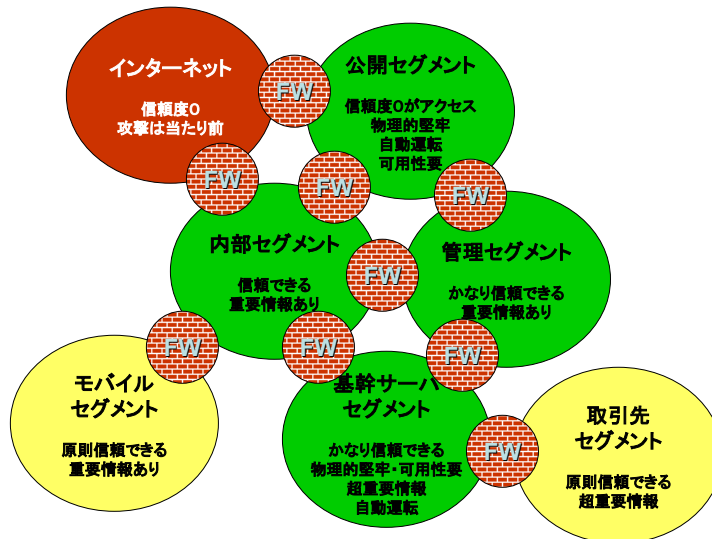 インターネット
信頼度0
攻撃は当たり前
FW
公開セグメント
信頼度0がアクセス
物理的堅牢
自動運転
可用性要
FW
FW
FW
内部セグメント
信頼できる
重要情報あり
FW
管理セグメント
かなり信頼できる
重要情報あり
FW
FW
FW
モバイル
セグメント
原則信頼できる
重要情報あり
基幹サーバ
セグメント
かなり信頼できる
物理的堅牢・可用性要
超重要情報
自動運転
FW
取引先
セグメント
原則信頼できる
超重要情報